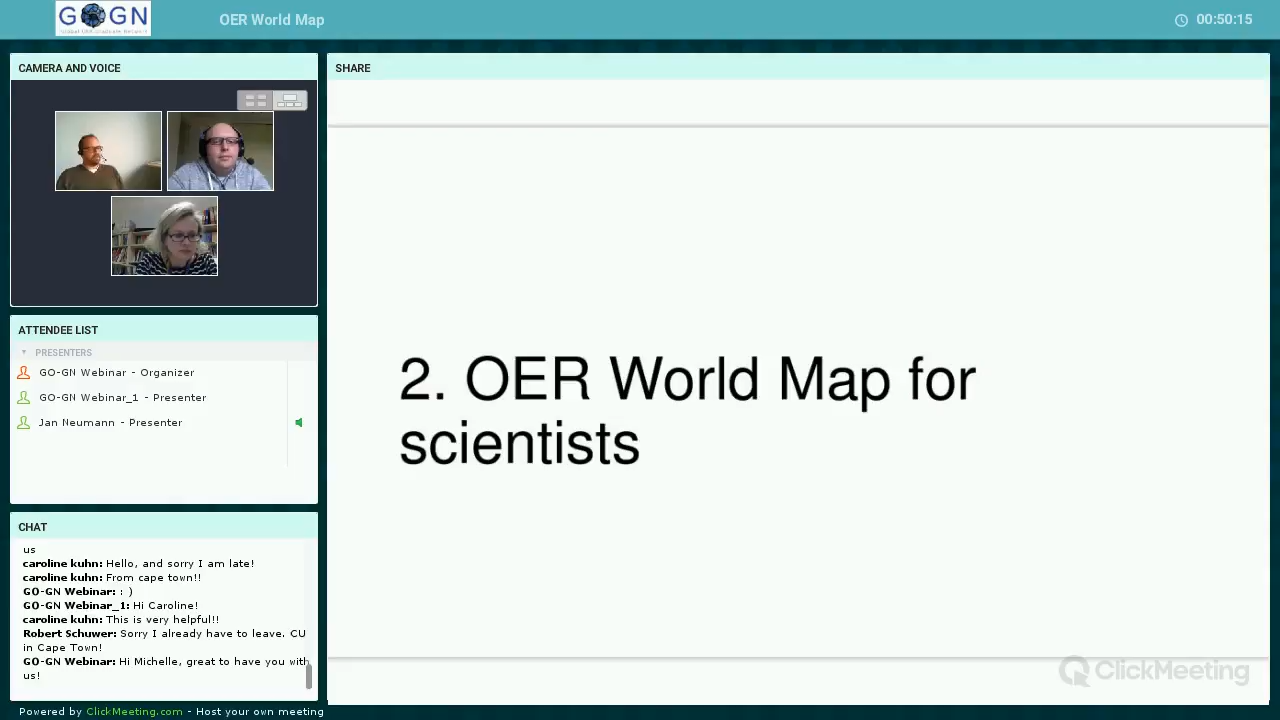 GOGN
OER World Map
00:50:15
CAMERA AND VOICE
SHARE
ATTENDEE LIST
PRESENTERS
GO-GN Webinar - Organizer
GO-GN Webinar_1 - Presenter
Jan Neumann - Presenter
CHAT
us
caroline kuhn: Hello, and sorry I am late!
caroline kuhn: From cape town!!
GO-GN Webinar: : )
GO-GN Webinar_1: Hi Caroline!
caroline kuhn: This is very helpful!!
Robert Schuwer: Sorry I already have to leave. CU
in Cape Town!
GO-GN Webinar: Hi Michelle, great to have you with
us!
2. OER World Map for
scientists
ClickMeeting
Powered by ClickMeeting.com - Host your own meeting